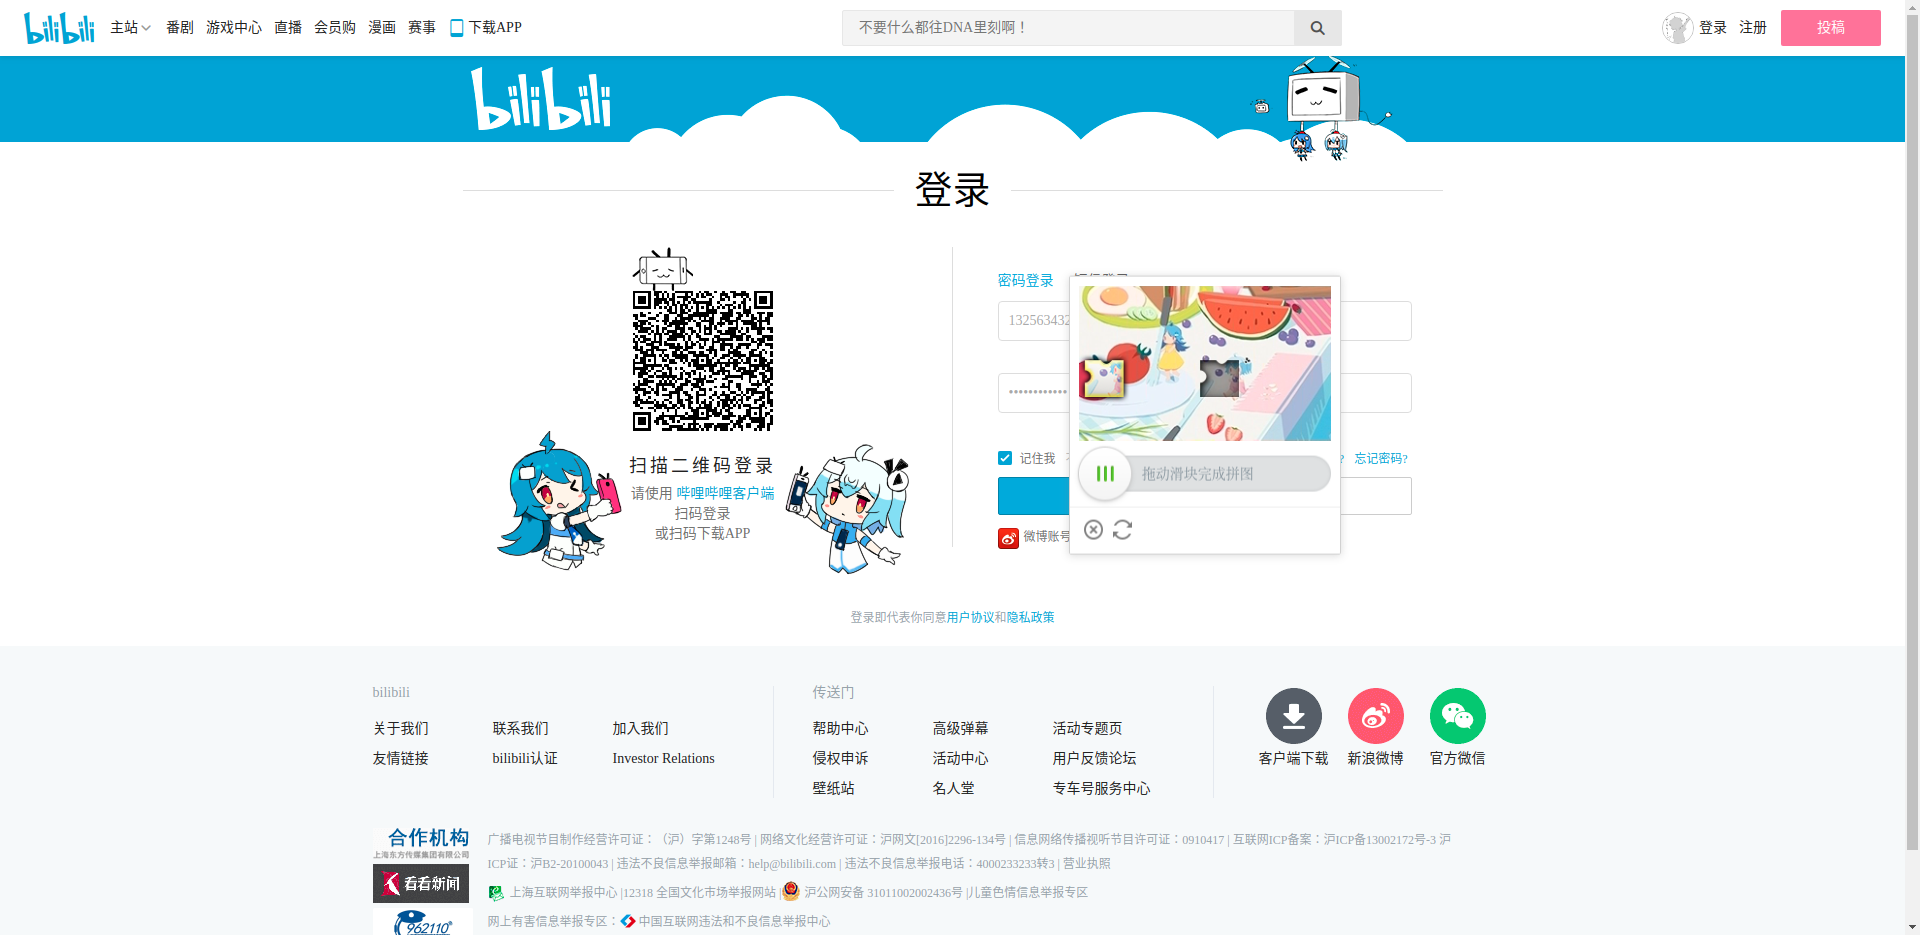 bilibili 主站 番剧 游戏中心 直播 会员购 漫画 赛事 下载APP 不要什么都往DNA里刻啊！ 登录 注册 投稿
bilibili
登录
密码登录
132563432
••••••••••••
拖动滑块完成拼图
记住我
? 忘记密码?
微博账号
扫描二维码登录
请使用 哔哩哔哩客户端
扫码登录
或扫码下载APP
登录即代表你同意用户协议和隐私政策
bilibili
关于我们 联系我们 加入我们
友情链接 bilibili认证 Investor Relations
传送门
帮助中心 高级弹幕 活动专题页
侵权申诉 活动中心 用户反馈论坛
壁纸站 名人堂 专车号服务中心
客户端下载 新浪微博 官方微信
合作机构
上海东方传媒集团有限公司
看看新闻
962110
广播电视节目制作经营许可证：（沪）字第1248号 | 网络文化经营许可证：沪网文[2016]2296-134号 | 信息网络传播视听节目许可证：0910417 | 互联网ICP备案：沪ICP备13002172号-3 沪
ICP证：沪B2-20100043 | 违法不良信息举报邮箱：help@bilibili.com | 违法不良信息举报电话：4000233233转3 | 营业执照
上海互联网举报中心 |12318 全国文化市场举报网站 | 沪公网安备 31011002002436号 |儿童色情信息举报专区
网上有害信息举报专区： 中国互联网违法和不良信息举报中心